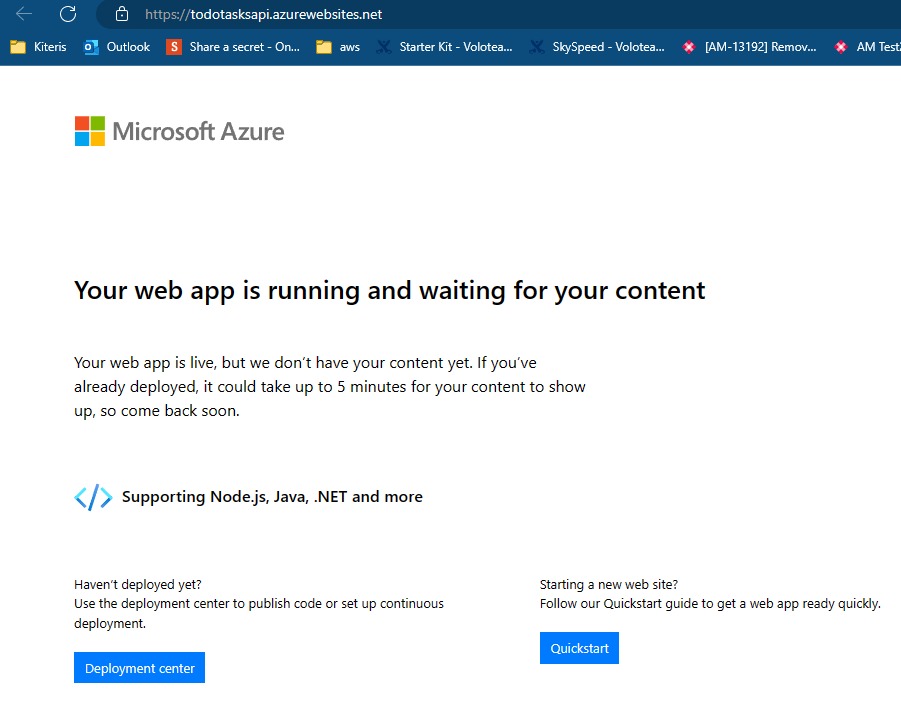 https://todotasksapi.azurewebsites.net
Kiteris Outlook Share a secret - On... aws Starter Kit - Volotea... SkySpeed - Volotea... [AM-13192] Remov... AM Test
Microsoft Azure
Your web app is running and waiting for your content
Your web app is live, but we don’t have your content yet. If you’ve
already deployed, it could take up to 5 minutes for your content to show
up, so come back soon.
</> Supporting Node.js, Java, .NET and more
Haven’t deployed yet?
Use the deployment center to publish code or set up continuous
deployment.
Deployment center
Starting a new web site?
Follow our Quickstart guide to get a web app ready quickly.
Quickstart